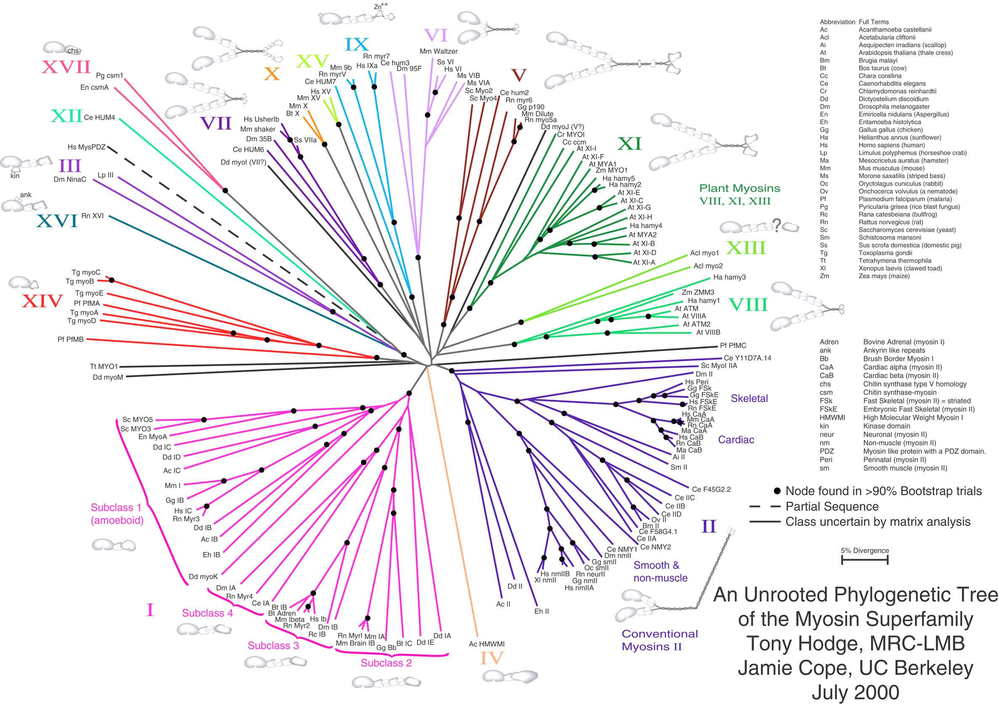 Zn++
chs
XVII
Pg csm1
En csmA
XII
Ce HUM4
Hs MysPDZ
kin
III
Dm NinaC
Lp III
ank
XVI
Rn XVI
Tg myoC
Tg myoB
XIV
Tg myoE
Pf PfMA
Tg myoA
Tg myoD
Pf PfMB
Tt MYO1
Dd myoM
VII
Hs UsherIb
Mm shaker
Ss VIIa
Dm 35B
Ce HUM6
Dd myoI (VII?)
X
Mm X
Bt X
XV
Hs XV
Mm XV
IX
Rn myr7
Hs IXa
Mm 9b
Rn myrV
Ce HUM7
VI
Ce hum3
Dm 95F
Mm Waltzer
Ss VI
Hs VI
Ms VIB
Ms VIA
V
Sc Myo2
Sc Myo4
Ce hum2
Rn myr6
Gg p190
Mm Dilute
Rn myo5a
Dd myoJ (V?)
XI
Cr MYOI
Cc ccm
At XI-I
At XI-F
At MYA1
Zm MYO1
Ha hamy5
Ha hamy2
At XI-E
At XI-C
At XI-G
At XI-H
Ha hamy4
At MYA2
At XI-B
At XI-D
At XI-A
Plant Myosins
VIII, XI, XIII
?
XIII
Acl myo1
Acl myo2
Ha hamy3
Zm ZMM3
Ha hamy1
VIII
At ATM
At VIIIA
At ATM2
At VIIIB
Pf PfMC
Ce Y11D7A.14
Sc MyoI IIA
Dm II
Hs Peri
Gg FSk
Gg FSkE
Hs FSkE
Rn FSkE
Skeletal
Hs CaA
Mm CaA
Rn CaA
Ma CaA
Hs CaB
Rn CaB
Ma CaB
Cardiac
Ai II
Sm II
Ce F45G2.2
Ce IIC
Ce IIB
Ce IID
Ov II
Bm II
Ce F58G4.1
Ce IIA
Ce NMY2
Ce NMY1
Dm nmII
Gg smII
Oc smII
Rn neurII
Gg nmII
Hs nmIIA
Hs nmIIB
Xl nmII
II
Smooth &
non-muscle
Conventional
Myosins II
Dd II
Ac II
Eh II
Ac HMWMI
IV
Sc MYO5
Sc MYO3
En MyoA
Dd IC
Dd ID
Ac IC
Mm I
Gg IB
Hs IC
Rn Myr3
Dd IB
Ac IB
Eh IB
Dd myoK
Subclass 1
(amoeboid)
I
Dm IA
Rn Myr4
Ce IA
Subclass 4
Bt IB
Bt Adren
Mm Ibeta
Rn Myr2
Hs Ib
Dm IB
Rc IB
Subclass 3
Rn MyrI
Mm IA
Mm Brain IB
Gg Bb
Bt IC
Dd IE
Dd IA
Subclass 2
Abbreviation Full Terms
Ac Acanthamoeba castellanii
Acl Acetabularia cliftonii
Ai Aequipecten irradians (scallop)
At Arabidopsis thaliana (thale cress)
Bm Brugia malayi
Bt Bos taurus (cow)
Cc Chara corallina
Ce Caenorhabditis elegans
Cr Chlamydomonas reinhardtii
Dd Dictyostelium discoidium
Dm Drosophila melanogaster
En Emiricella nidulans (Aspergillus)
Eh Entamoeba histolytica
Gg Gallus gallus (chicken)
Ha Helianthus annus (sunflower)
Hs Homo sapiens (human)
Lp Limulus polyphemus (horseshoe crab)
Ma Mesocricetus auratus (hamster)
Mm Mus musculus (mouse)
Ms Morone saxatilis (striped bass)
Oc Oryctolagus cuniculus (rabbit)
Ov Onchocerca volvulus (a nematode)
Pf Plasmodium falciparum (malaria)
Pg Pyricularia grisea (rice blast fungus)
Rc Rana catesbeiana (bullfrog)
Rn Rattus norvegicus (rat)
Sc Saccharomyces cerevisiae (yeast)
Sm Schistosoma mansoni
Ss Sus scrofa domestica (domestic pig)
Tg Toxoplasma gondii
Tt Tetrahymena thermophila
Xl Xenopus laevis (clawed toad)
Zm Zea mays (maize)
Adren Bovine Adrenal (myosin I)
ank Ankyrin like repeats
Bb Brush Border Myosin I
CaA Cardiac alpha (myosin II)
CaB Cardiac beta (myosin II)
chs Chitin synthase type V homology
csm Chitin synthase-myosin
FSk Fast Skeletal (myosin II) = striated
FSkE Embryonic Fast Skeletal (myosin II)
HMWMI High Molecular Weight Myosin I
kin Kinase domain
neur Neuronal (myosin II)
nm Non-muscle (myosin II)
PDZ Myosin like protein with a PDZ domain.
Peri Perinatal (myosin II)
sm Smooth muscle (myosin II)
Node found in >90% Bootstrap trials
Partial Sequence
Class uncertain by matrix analysis
5% Divergence
An Unrooted Phylogenetic Tree
of the Myosin Superfamily
Tony Hodge, MRC-LMB
Jamie Cope, UC Berkeley
July 2000